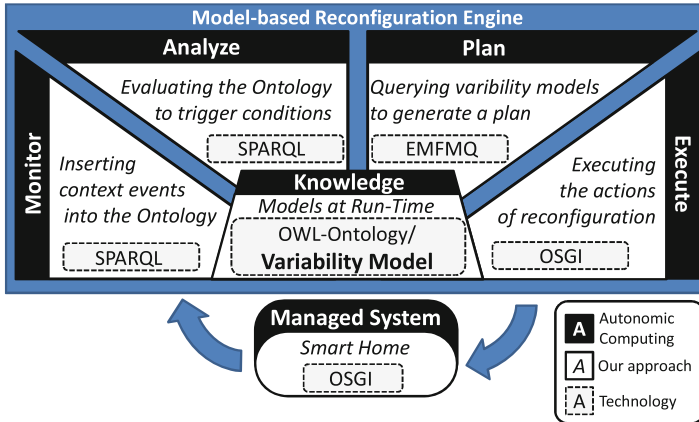 Model-based Reconfiguration Engine
Analyze
Plan
Monitor
Execute
Evaluating the Ontology
to trigger conditions
SPARQL
Querying varibility models
to generate a plan
EMFMQ
Inserting
context events
into the Ontology
SPARQL
Knowledge
Models at Run-Time
OWL-Ontology/
Variability Model
Executing
the actions
of reconfiguration
OSGI
Managed System
Smart Home
OSGI
A Autonomic
Computing
A Our approach
A Technology